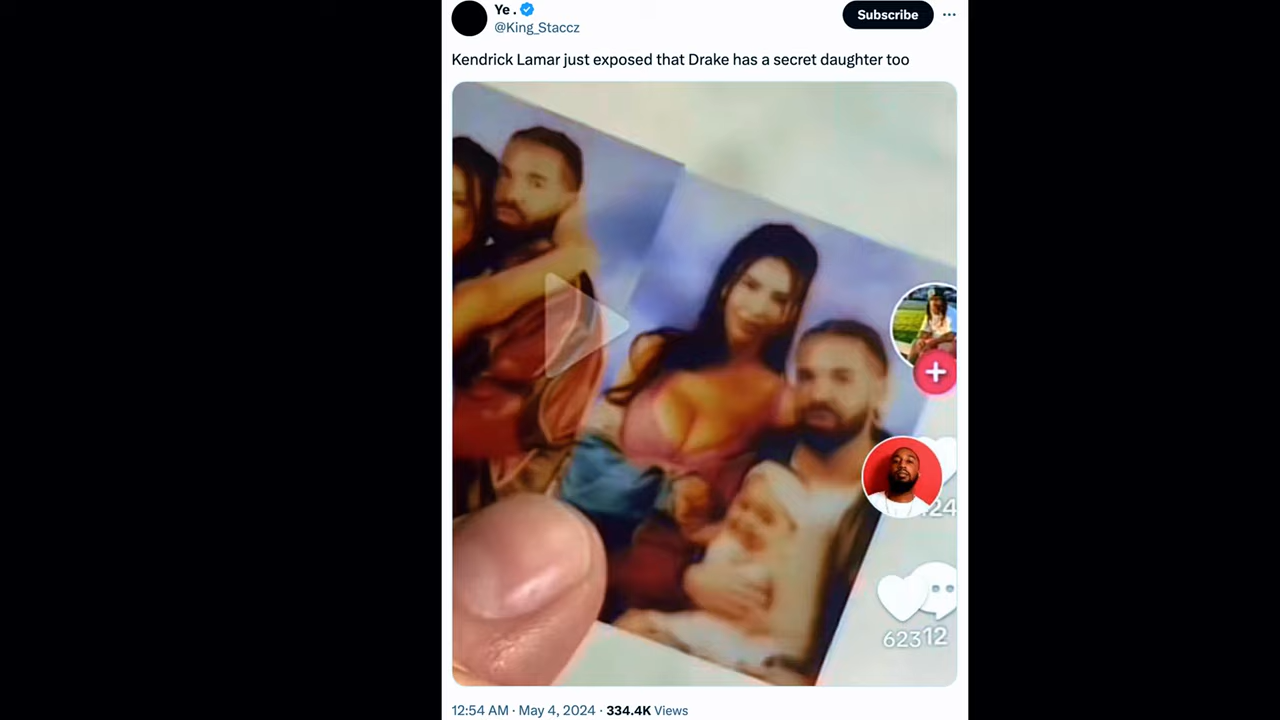 Ye .
Subscribe
@King_Staccz
Kendrick Lamar just exposed that Drake has a secret daughter too
24
623
12
12:54 AM · May 4, 2024 · 334.4K Views